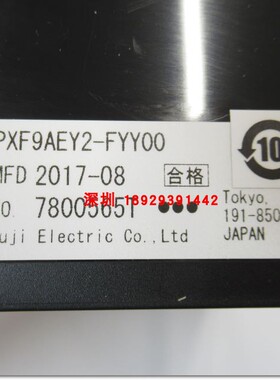 PXF9AEY2-FYY00
MFD 2017-08 合格
O. 78005651 ●●●
深圳 18929391442
Tokyo,
191-850
uji Electric Co.,Ltd JAPAN
10